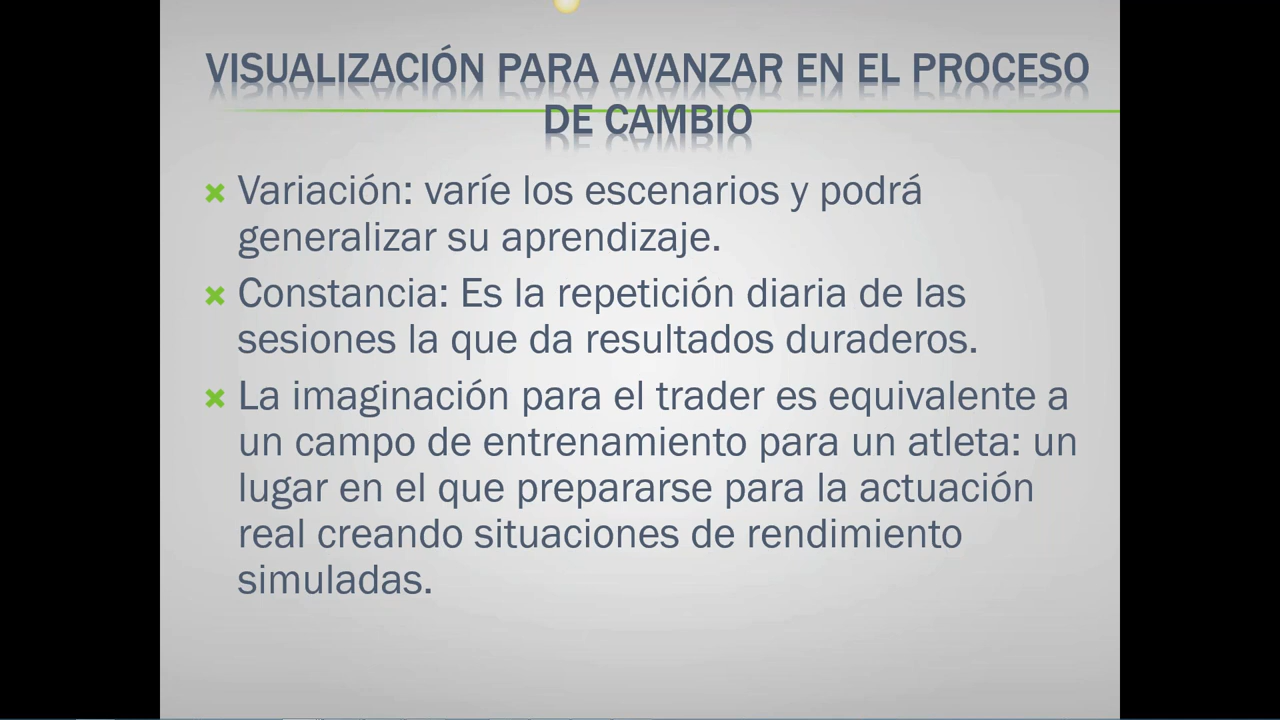 VISUALIZACIÓN PARA AVANZAR EN EL PROCESO
DE CAMBIO
Variación: varíe los escenarios y podrá
generalizar su aprendizaje.
Constancia: Es la repetición diaria de las
sesiones la que da resultados duraderos.
La imaginación para el trader es equivalente a
un campo de entrenamiento para un atleta: un
lugar en el que prepararse para la actuación
real creando situaciones de rendimiento
simuladas.